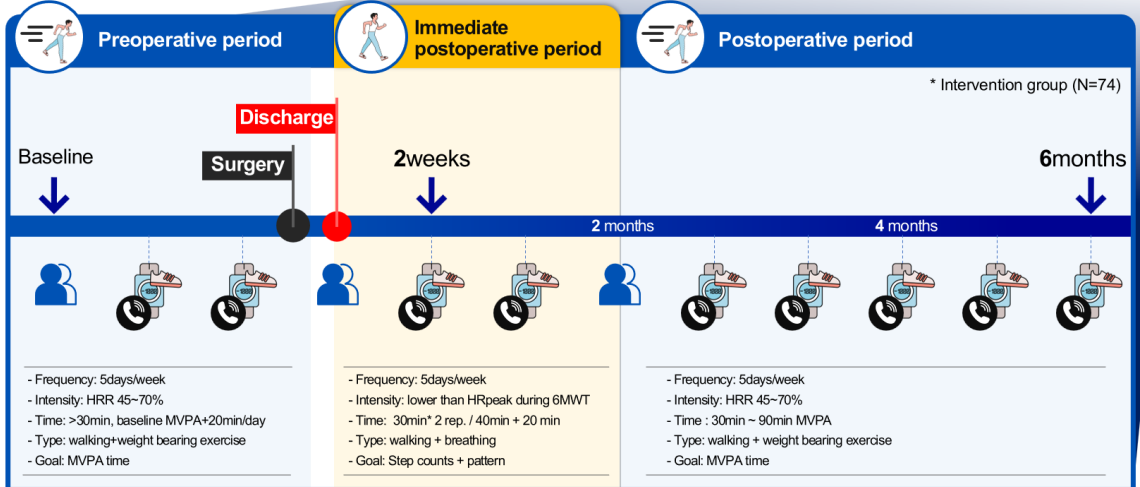 Preoperative period
Immediate
postoperative period
Postoperative period
* Intervention group (N=74)
Discharge
Baseline
Surgery
2weeks
6months
2 months
4 months
- Frequency: 5days/week
- Intensity: HRR 45~70%
- Time: >30min, baseline MVPA+20min/day
- Type: walking+weight bearing exercise
- Goal: MVPA time
- Frequency: 5days/week
- Intensity: lower than HRpeak during 6MWT
- Time: 30min* 2 rep. / 40min + 20 min
- Type: walking + breathing
- Goal: Step counts + pattern
- Frequency: 5days/week
- Intensity: HRR 45~70%
- Time : 30min ~ 90min MVPA
- Type: walking + weight bearing exercise
- Goal: MVPA time